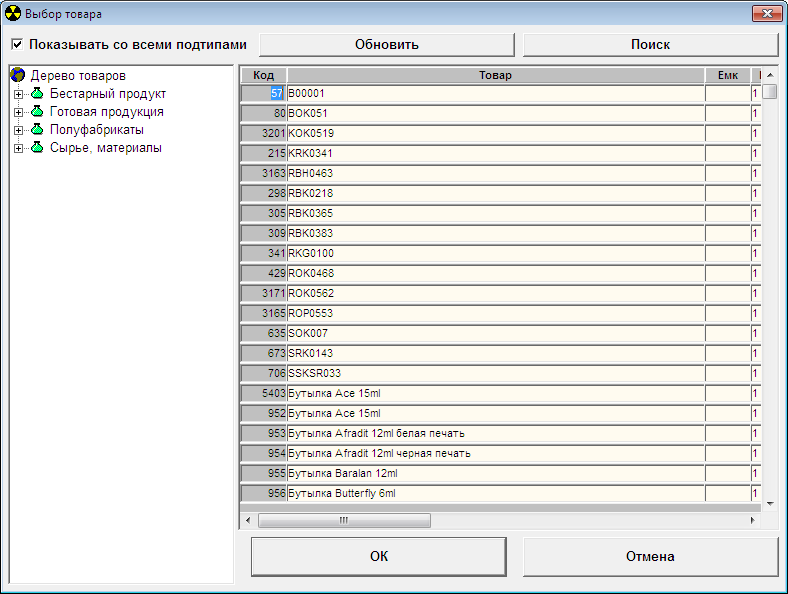 Выбор товара
Показывать со всеми подтипами
Обновить
Поиск
Дерево товаров
Бестарный продукт
Готовая продукция
Полуфабрикаты
Сырье, материалы
Код Товар Емк
57 B00001 1
80 BOK051 1
3201 KOK0519 1
215 KRK0341 1
3163 RBH0463 1
298 RBK0218 1
305 RBK0365 1
309 RBK0383 1
341 RKG0100 1
429 ROK0468 1
3171 ROK0562 1
3165 ROP0553 1
635 SOK007 1
673 SRK0143 1
706 SSKSR033 1
5403 Бутылка Ace 15ml 1
952 Бутылка Ace 15ml 1
953 Бутылка Afradit 12ml белая печать 1
954 Бутылка Afradit 12ml черная печать 1
955 Бутылка Baralan 12ml 1
956 Бутылка Butterfly 6ml 1
ОК
Отмена